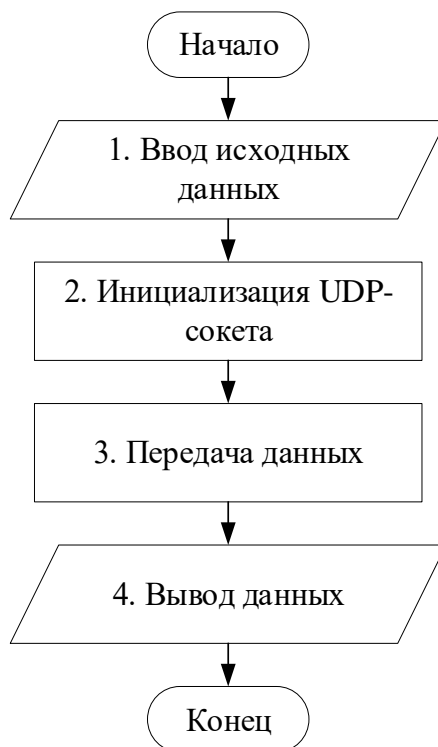 Начало
1. Ввод исходных
данных
2. Инициализация UDP-
сокета
3. Передача данных
4. Вывод данных
Конец